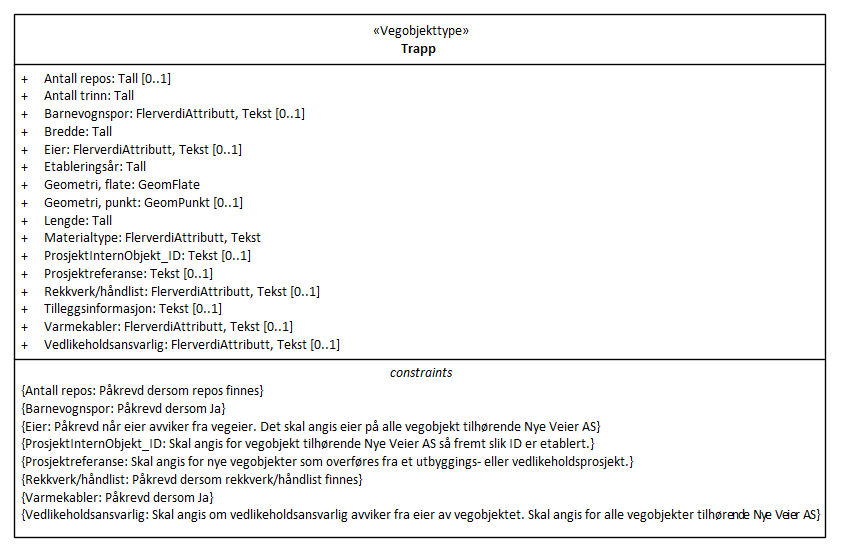 «Vegobjekttype»
Trapp
+ Antall repos: Tall [0..1]
+ Antall trinn: Tall
+ Barnevognspor: FlerverdiAttributt, Tekst [0..1]
+ Bredde: Tall
+ Eier: FlerverdiAttributt, Tekst [0..1]
+ Etableringsår: Tall
+ Geometri, flate: GeomFlate
+ Geometri, punkt: GeomPunkt [0..1]
+ Lengde: Tall
+ Materialtype: FlerverdiAttributt, Tekst
+ ProsjektInternObjekt_ID: Tekst [0..1]
+ Prosjektreferanse: Tekst [0..1]
+ Rekkverk/håndlist: FlerverdiAttributt, Tekst [0..1]
+ Tilleggsinformasjon: Tekst [0..1]
+ Varmekabler: FlerverdiAttributt, Tekst [0..1]
+ Vedlikeholdsansvarlig: FlerverdiAttributt, Tekst [0..1]
constraints
{Antall repos: Påkrevd dersom repos finnes}
{Barnevognspor: Påkrevd dersom Ja}
{Eier: Påkrevd når eier avviker fra vegeier. Det skal angis eier på alle vegobjekt tilhørende Nye Veier AS}
{ProsjektInternObjekt_ID: Skal angis for vegobjekt tilhørende Nye Veier AS så fremt slik ID er etablert.}
{Prosjektreferanse: Skal angis for nye vegobjekter som overføres fra et utbyggings- eller vedlikeholdsprosjekt.}
{Rekkverk/håndlist: Påkrevd dersom rekkverk/håndlist finnes}
{Varmekabler: Påkrevd dersom Ja}
{Vedlikeholdsansvarlig: Skal angis om vedlikeholdsansvarlig avviker fra eier av vegobjektet. Skal angis for alle vegobjekter tilhørende Nye Veier AS}